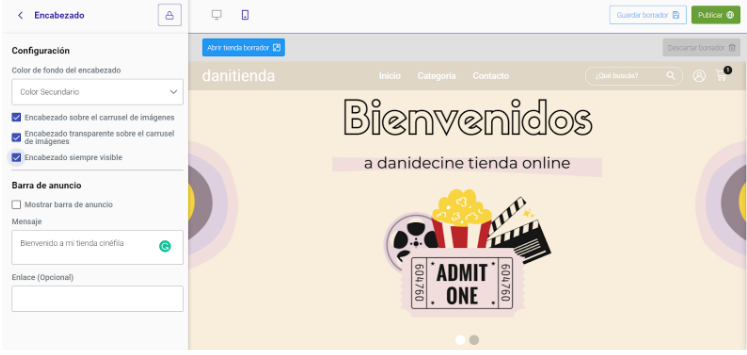 Encabezado
Guardar borrador
Publicar
Configuración
Abrir tienda borrador
Descartar borrador
Color de fondo del encabezado
Color Secundario
Encabezado sobre el carrusel de imágenes
Encabezado transparente sobre el carrusel
de imágenes
Encabezado siempre visible
Barra de anuncio
Mostrar barra de anuncio
Mensaje
Bienvenido a mi tienda cinéfila
Enlace (Opcional)
danitienda
Inicio Categoria Contacto
¿Qué buscás?
0
Bienvenidos
a danidecine tienda online
604760
ADMIT
ONE
604760